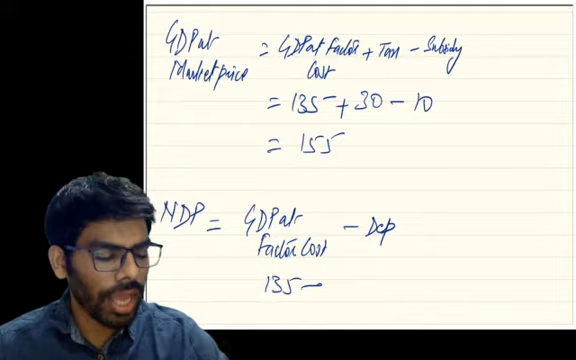 GDP at = GDP at Factor + Tax - Subsidy
Market price Cost
= 135 + 30 - 10
= 155
NDP = GDP at - Dep
Factor Cost
135 -